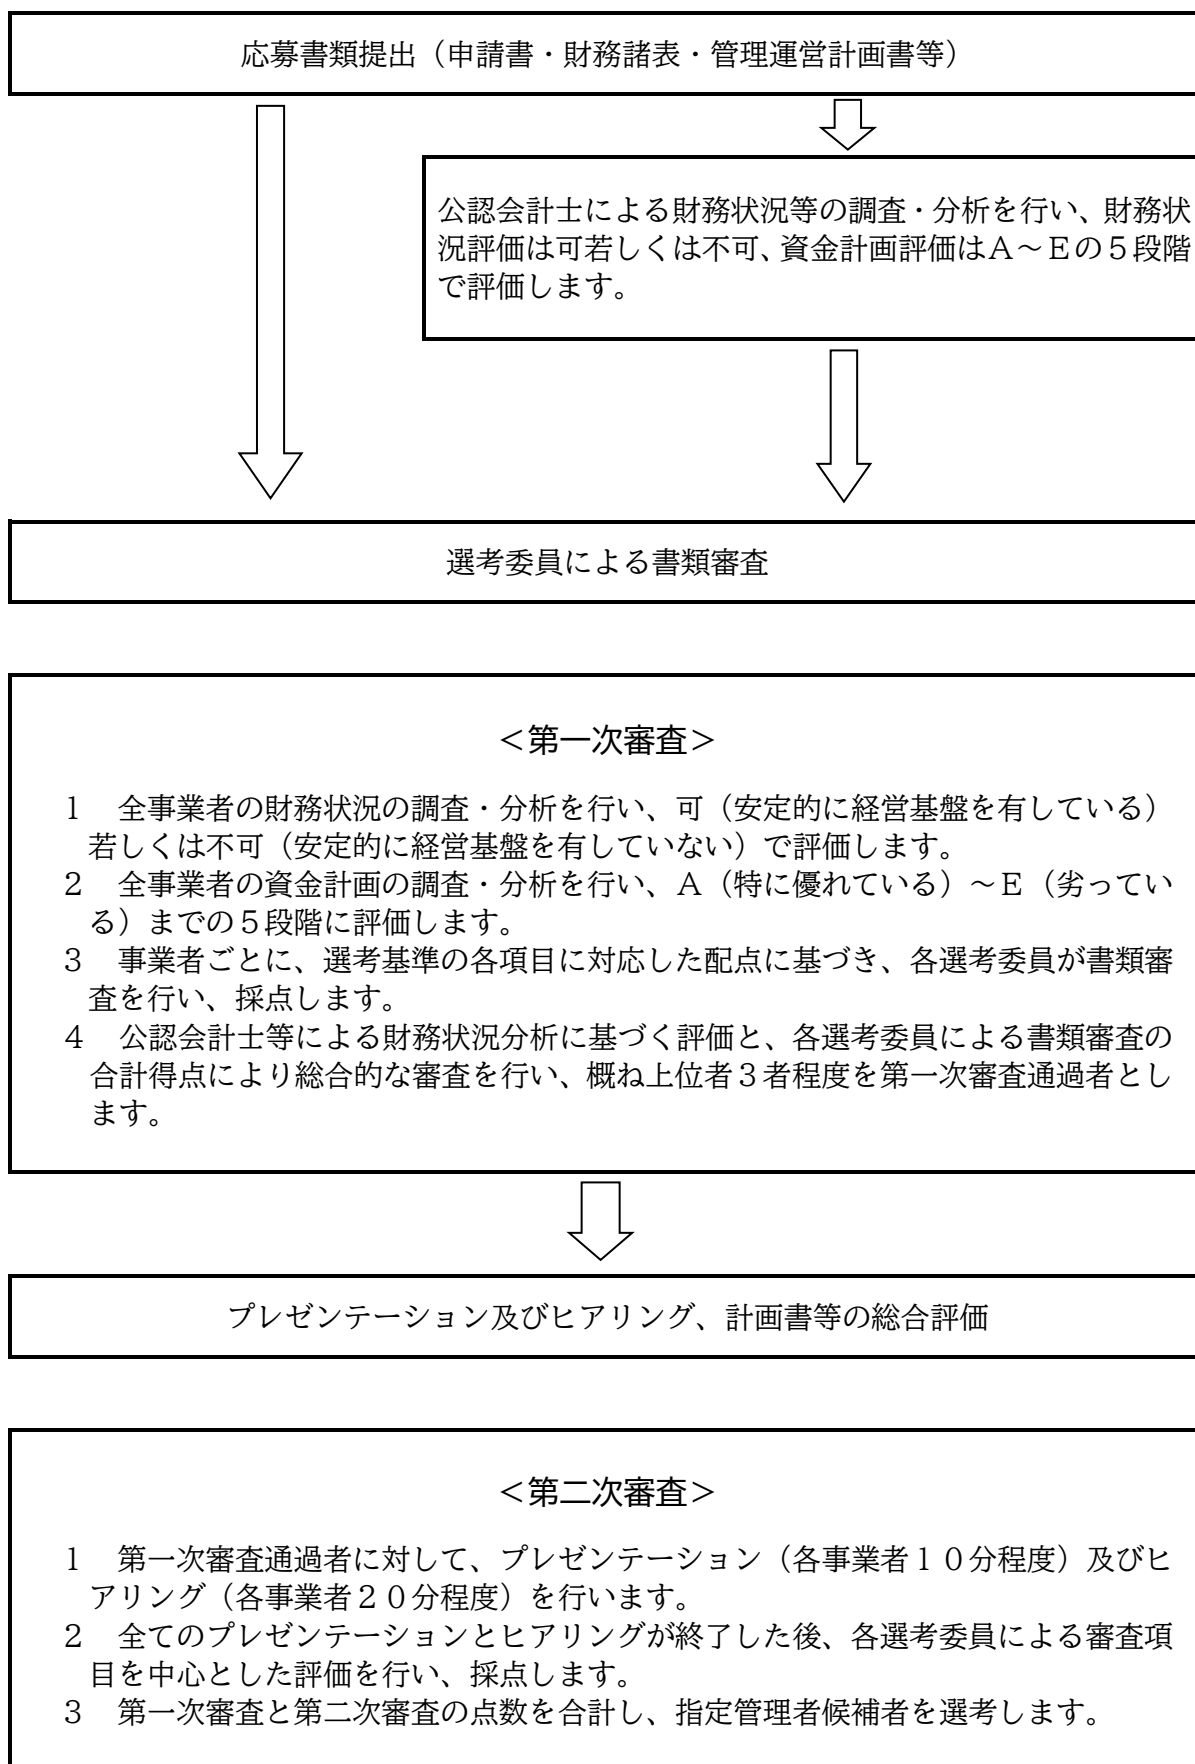 応募書類提出（申請書・財務諸表・管理運営計画書等）
公認会計士による財務状況等の調査・分析を行い、財務状
況評価は可若しくは不可、資金計画評価はＡ～Ｅの５段階
で評価します。
選考委員による書類審査
＜第一次審査＞
１　全事業者の財務状況の調査・分析を行い、可（安定的に経営基盤を有している）
若しくは不可（安定的に経営基盤を有していない）で評価します。
２　全事業者の資金計画の調査・分析を行い、Ａ（特に優れている）～Ｅ（劣ってい
る）までの５段階に評価します。
３　事業者ごとに、選考基準の各項目に対応した配点に基づき、各選考委員が書類審
査を行い、採点します。
４　公認会計士等による財務状況分析に基づく評価と、各選考委員による書類審査の
合計得点により総合的な審査を行い、概ね上位者３者程度を第一次審査通過者とし
ます。
プレゼンテーション及びヒアリング、計画書等の総合評価
＜第二次審査＞
１　第一次審査通過者に対して、プレゼンテーション（各事業者１０分程度）及びヒ
アリング（各事業者２０分程度）を行います。
２　全てのプレゼンテーションとヒアリングが終了した後、各選考委員による審査項
目を中心とした評価を行い、採点します。
３　第一次審査と第二次審査の点数を合計し、指定管理者候補者を選考します。